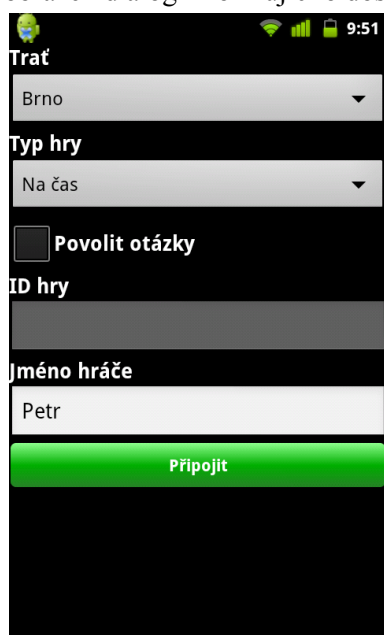 9:51
Trať
Brno
Typ hry
Na čas
Povolit otázky
ID hry
Jméno hráče
Petr
Připojit